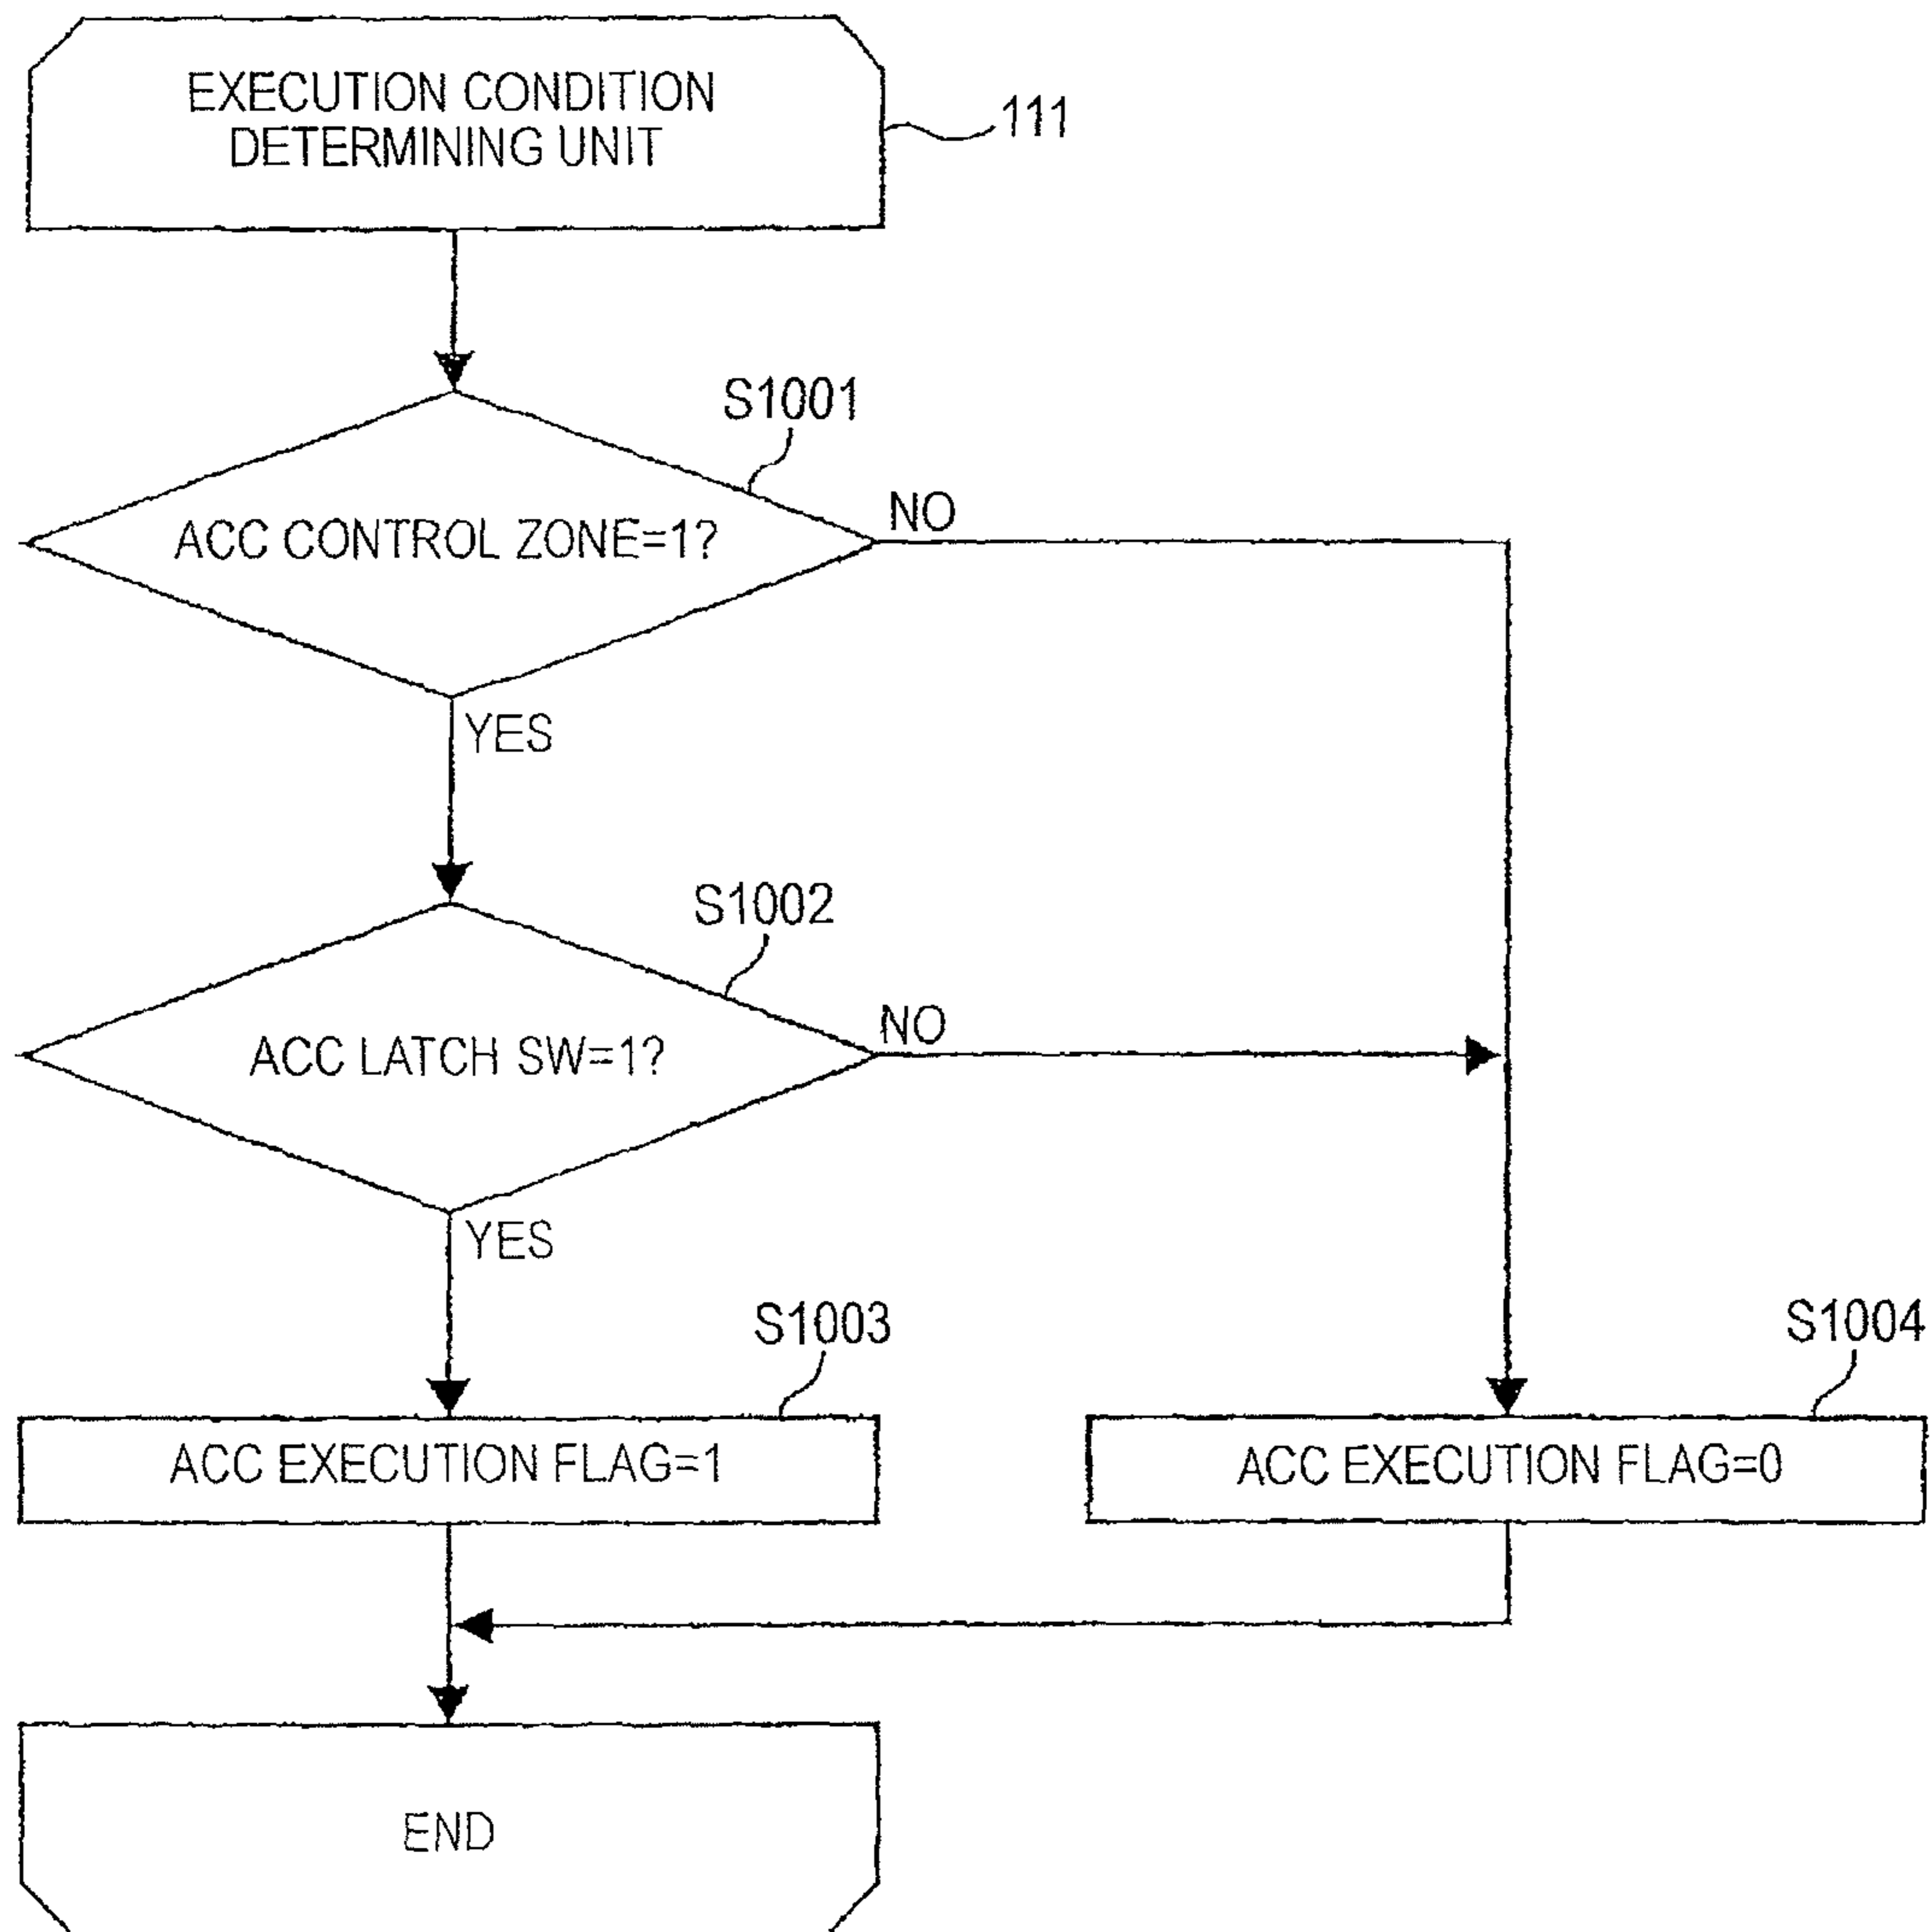 EXECUTION CONDITION
DETERMINING UNIT
111
S1001
ACC CONTROL ZONE=1?
NO
YES
S1002
ACC LATCH SW=1?
NO
YES
S1003
ACC EXECUTION FLAG=1
S1004
ACC EXECUTION FLAG=0
END